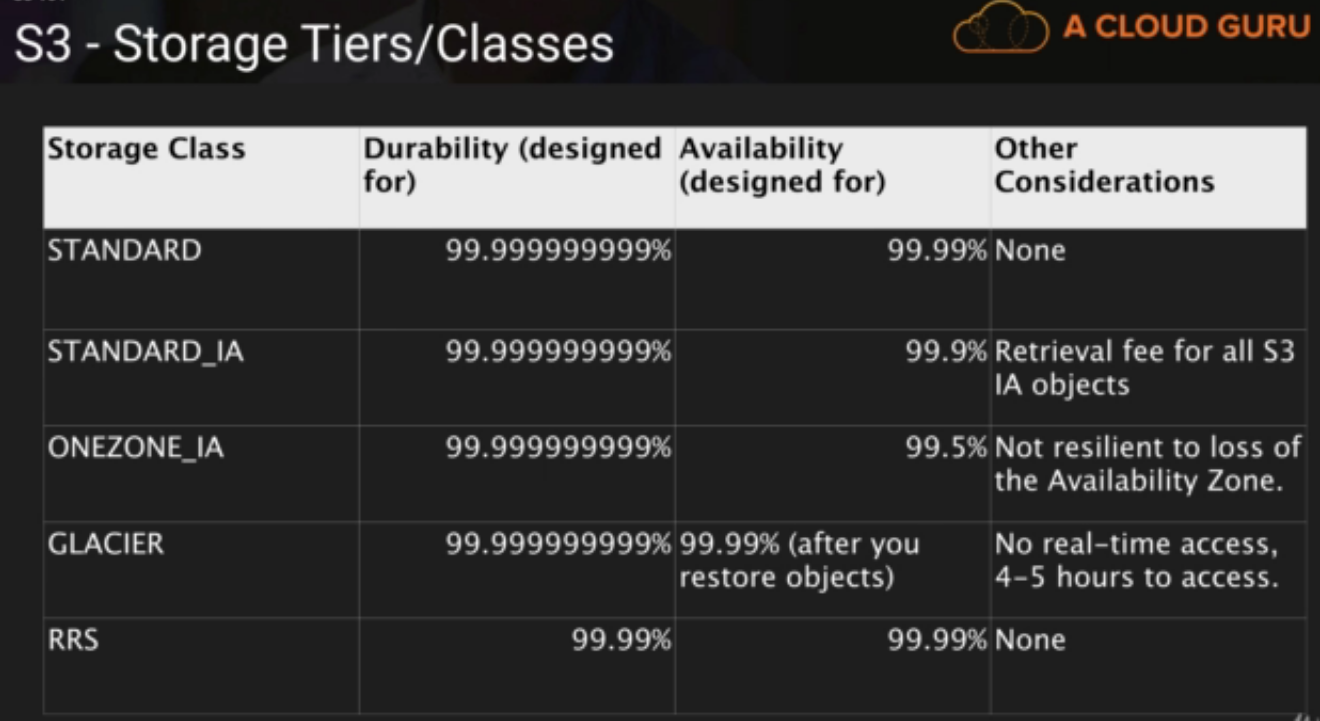 S3 - Storage Tiers/Classes
A CLOUD GURU
Storage Class
Durability (designed
for)
Availability
(designed for)
Other
Considerations
STANDARD
99.999999999%
99.99%
None
STANDARD_IA
99.999999999%
99.9%
Retrieval fee for all S3
IA objects
ONEZONE_IA
99.999999999%
99.5%
Not resilient to loss of
the Availability Zone.
GLACIER
99.999999999%
99.99% (after you
restore objects)
No real-time access,
4-5 hours to access.
RRS
99.99%
99.99%
None